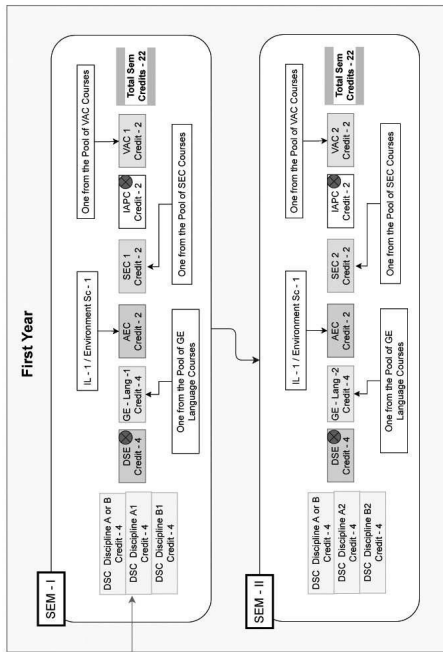 First Year
SEM - I
DSC Discipline A or B
Credit - 4
DSC Discipline A1
Credit - 4
DSC Discipline B1
Credit - 4
DSE
Credit - 4
GE - Lang -1
Credit - 4
AEC
Credit - 2
SEC 1
Credit - 2
IAPC
Credit - 2
VAC 1
Credit - 2
Total Sem
Credits - 22
IL - 1 / Environment Sc - 1
One from the Pool of VAC Courses
One from the Pool of GE
Language Courses
One from the Pool of SEC Courses
SEM - II
DSC Discipline A or B
Credit - 4
DSC Discipline A2
Credit - 4
DSC Discipline B2
Credit - 4
DSE
Credit - 4
GE - Lang -2
Credit - 4
AEC
Credit - 2
SEC 2
Credit - 2
IAPC
Credit - 2
VAC 2
Credit - 2
Total Sem
Credits - 22
IL - 1 / Environment Sc - 1
One from the Pool of VAC Courses
One from the Pool of GE
Language Courses
One from the Pool of SEC Courses